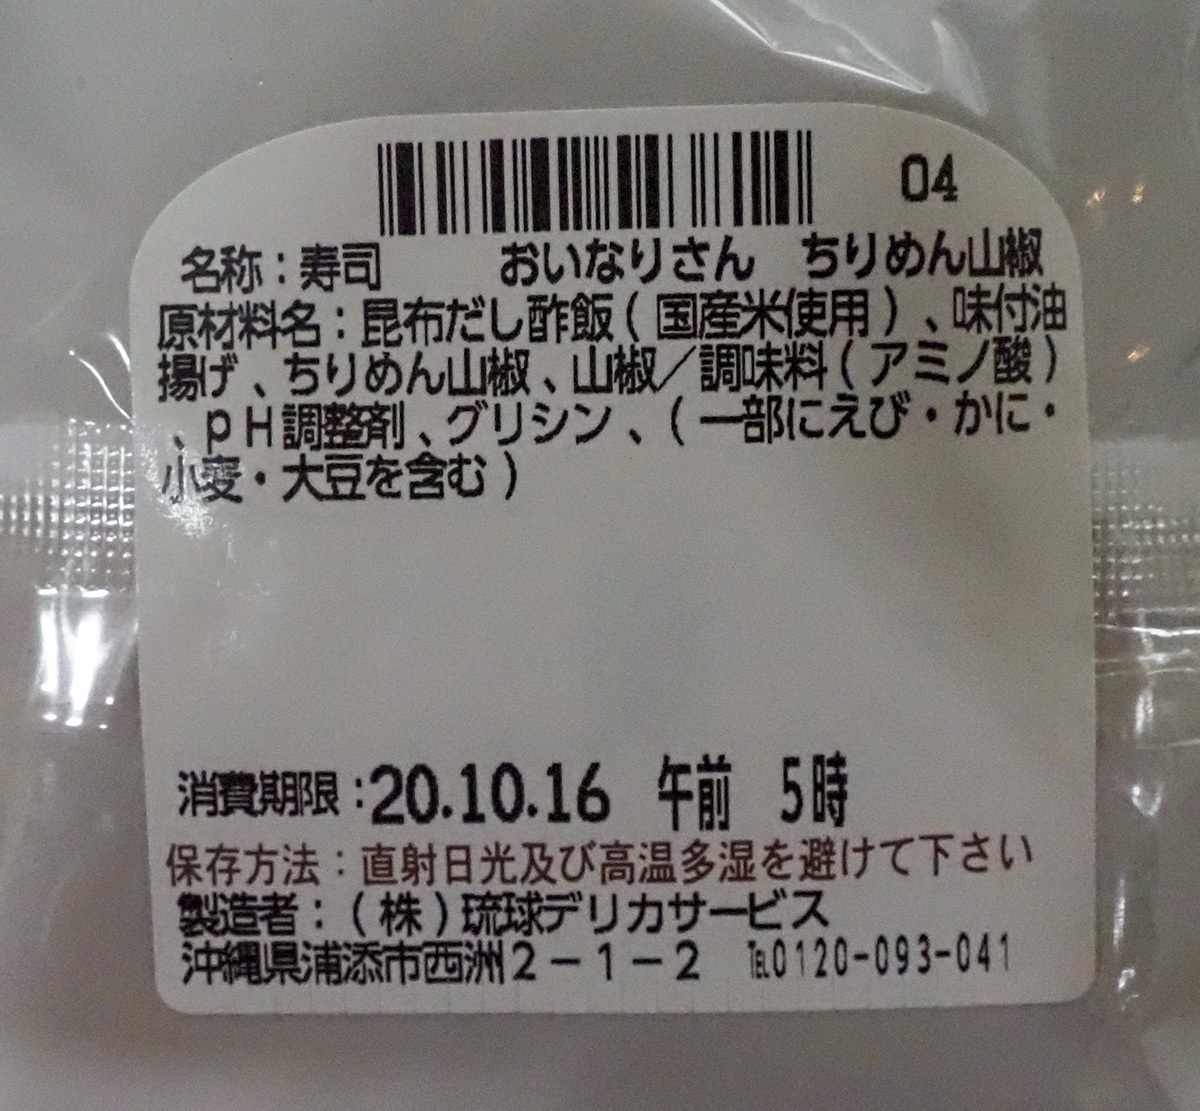 04
名称：寿司　おいなりさん　ちりめん山椒
原材料名：昆布だし酢飯（国産米使用）、味付油
揚げ、ちりめん山椒、山椒／調味料（アミノ酸）
、ｐＨ調整剤、グリシン、（一部にえび・かに・
小麦・大豆を含む）
消費期限：20.10.16　午前　5時
保存方法：直射日光及び高温多湿を避けて下さい
製造者：（株）琉球デリカサービス
沖縄県浦添市西洲２－１－２　℡0120-093-041